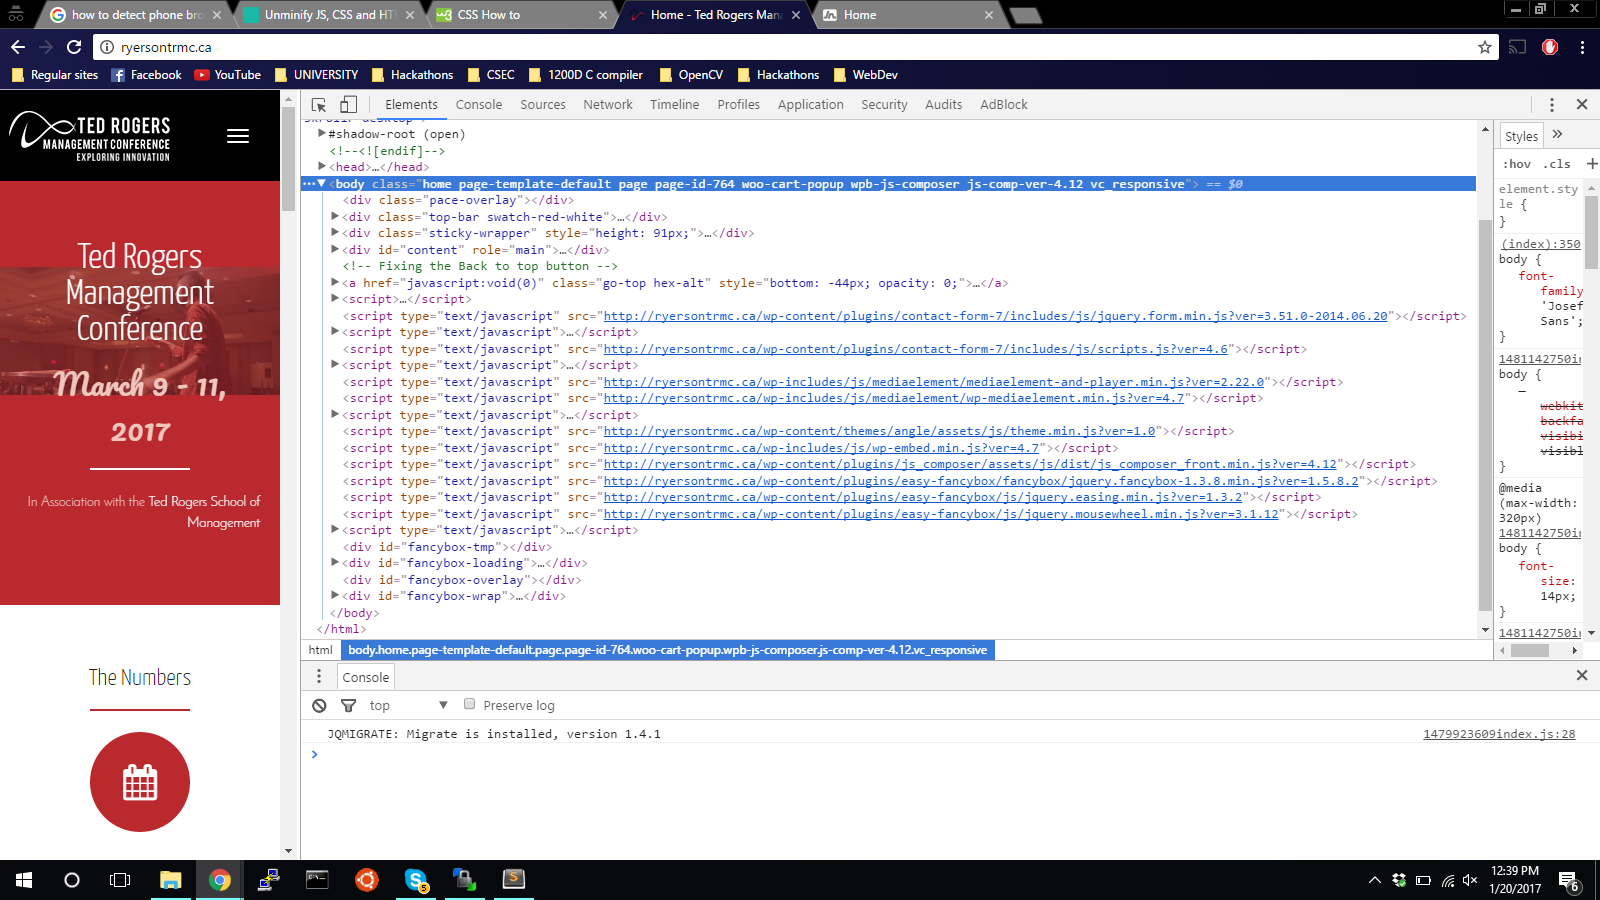 how to detect phone bro
Unminify JS, CSS and HT
CSS How to
Home - Ted Rogers Mana
Home
ryersontrmc.ca
Regular sites
Facebook
YouTube
UNIVERSITY
Hackathons
CSEC
1200D C compiler
OpenCV
Hackathons
WebDev
TED ROGERS
MANAGEMENT CONFERENCE
EXPLORING INNOVATION
Ted Rogers
Management
Conference
March 9 - 11,
2017
In Association with the Ted Rogers School of
Management
The Numbers
Elements Console Sources Network Timeline Profiles Application Security Audits AdBlock
#shadow-root (open)
<!--<![endif]-->
<head>…</head>
<body class="home page-template-default page page-id-764 woo-cart-popup wpb-js-composer js-comp-ver-4.12 vc_responsive"> == $0
<div class="pace-overlay"></div>
<div class="top-bar swatch-red-white">…</div>
<div class="sticky-wrapper" style="height: 91px;">…</div>
<div id="content" role="main">…</div>
<!-- Fixing the Back to top button -->
<a href="javascript:void(0)" class="go-top hex-alt" style="bottom: -44px; opacity: 0;">…</a>
<script>…</script>
<script type="text/javascript" src="http://ryersontrmc.ca/wp-content/plugins/contact-form-7/includes/js/jquery.form.min.js?ver=3.51.0-2014.06.20"></script>
<script type="text/javascript">…</script>
<script type="text/javascript" src="http://ryersontrmc.ca/wp-content/plugins/contact-form-7/includes/js/scripts.js?ver=4.6"></script>
<script type="text/javascript">…</script>
<script type="text/javascript" src="http://ryersontrmc.ca/wp-includes/js/mediaelement/mediaelement-and-player.min.js?ver=2.22.0"></script>
<script type="text/javascript" src="http://ryersontrmc.ca/wp-includes/js/mediaelement/wp-mediaelement.min.js?ver=4.7"></script>
<script type="text/javascript">…</script>
<script type="text/javascript" src="http://ryersontrmc.ca/wp-content/themes/angle/assets/js/theme.min.js?ver=1.0"></script>
<script type="text/javascript" src="http://ryersontrmc.ca/wp-includes/js/wp-embed.min.js?ver=4.7"></script>
<script type="text/javascript" src="http://ryersontrmc.ca/wp-content/plugins/js_composer/assets/js/dist/js_composer_front.min.js?ver=4.12"></script>
<script type="text/javascript" src="http://ryersontrmc.ca/wp-content/plugins/easy-fancybox/fancybox/jquery.fancybox-1.3.8.min.js?ver=1.5.8.2"></script>
<script type="text/javascript" src="http://ryersontrmc.ca/wp-content/plugins/easy-fancybox/js/jquery.easing.min.js?ver=1.3.2"></script>
<script type="text/javascript" src="http://ryersontrmc.ca/wp-content/plugins/easy-fancybox/js/jquery.mousewheel.min.js?ver=3.1.12"></script>
<script type="text/javascript">…</script>
<div id="fancybox-tmp"></div>
<div id="fancybox-loading">…</div>
<div id="fancybox-overlay"></div>
<div id="fancybox-wrap">…</div>
</body>
</html>
html body.home.page-template-default.page.page-id-764.woo-cart-popup.wpb-js-composer.js-comp-ver-4.12.vc_responsive
Styles »
:hov .cls +
element.sty
le {
}
(index):350
body {
font-
family
'Josef
Sans';
}
1481142750in
body {
webkit
backfa
visibi
visibl
}
@media
(max-width:
320px)
1481142750in
body {
font-
size:
14px;
}
1481142750in
Console
top
Preserve log
JQMIGRATE: Migrate is installed, version 1.4.1
1479923609index.js:28
>
5
12:39 PM
1/20/2017
6